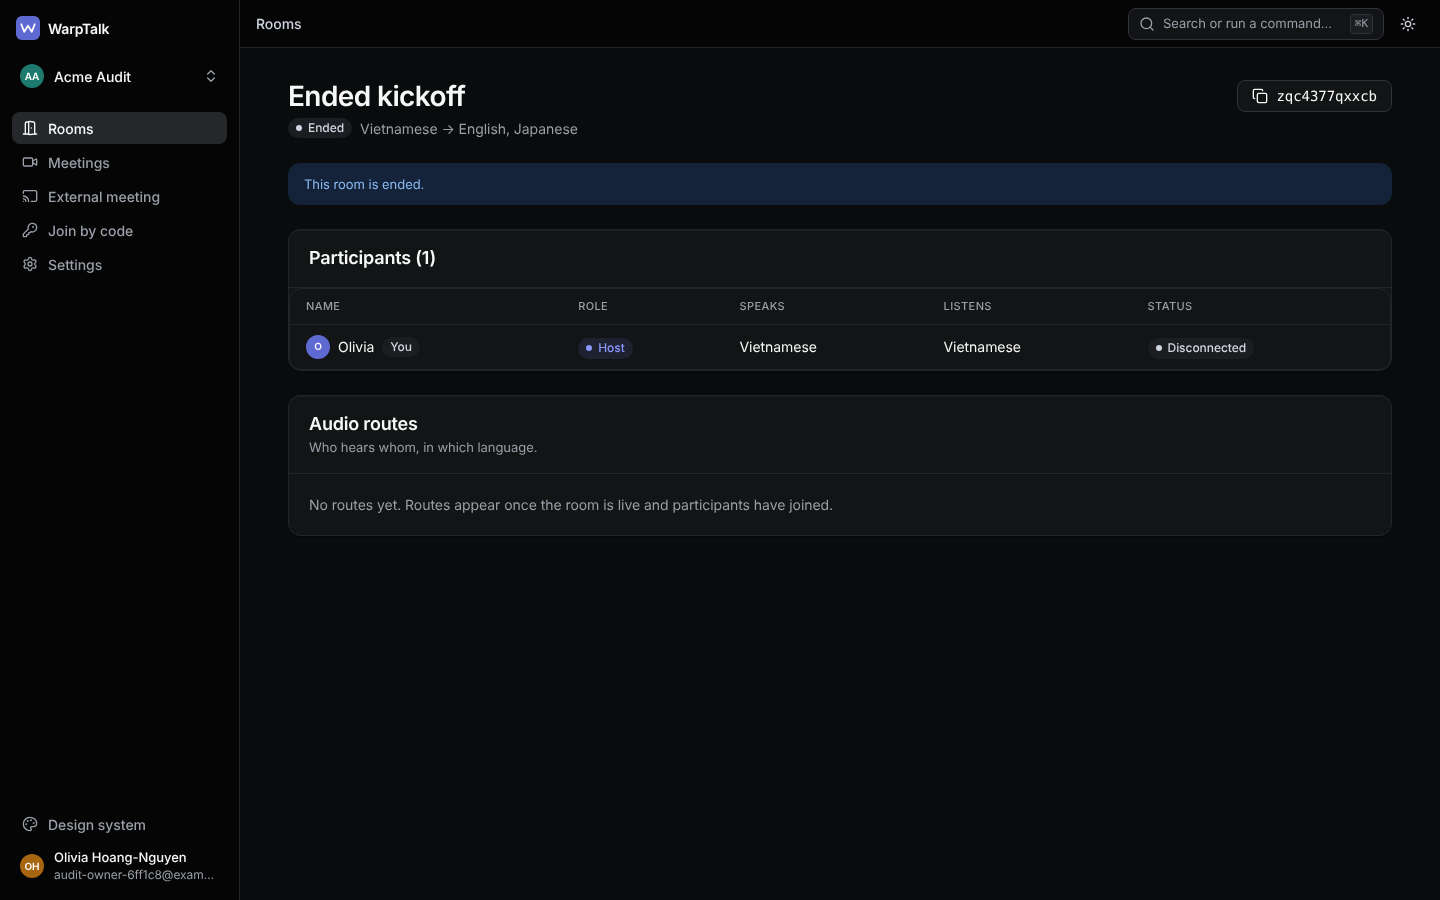 WarpTalk
AA Acme Audit
Rooms
Meetings
External meeting
Join by code
Settings
Design system
OH Olivia Hoang-Nguyen
audit-owner-6ff1c8@exam...
Rooms
Search or run a command... ⌘K
Ended kickoff
zqc4377qxxcb
Ended Vietnamese → English, Japanese
This room is ended.
Participants (1)
NAME ROLE SPEAKS LISTENS STATUS
O Olivia You Host Vietnamese Vietnamese Disconnected
Audio routes
Who hears whom, in which language.
No routes yet. Routes appear once the room is live and participants have joined.